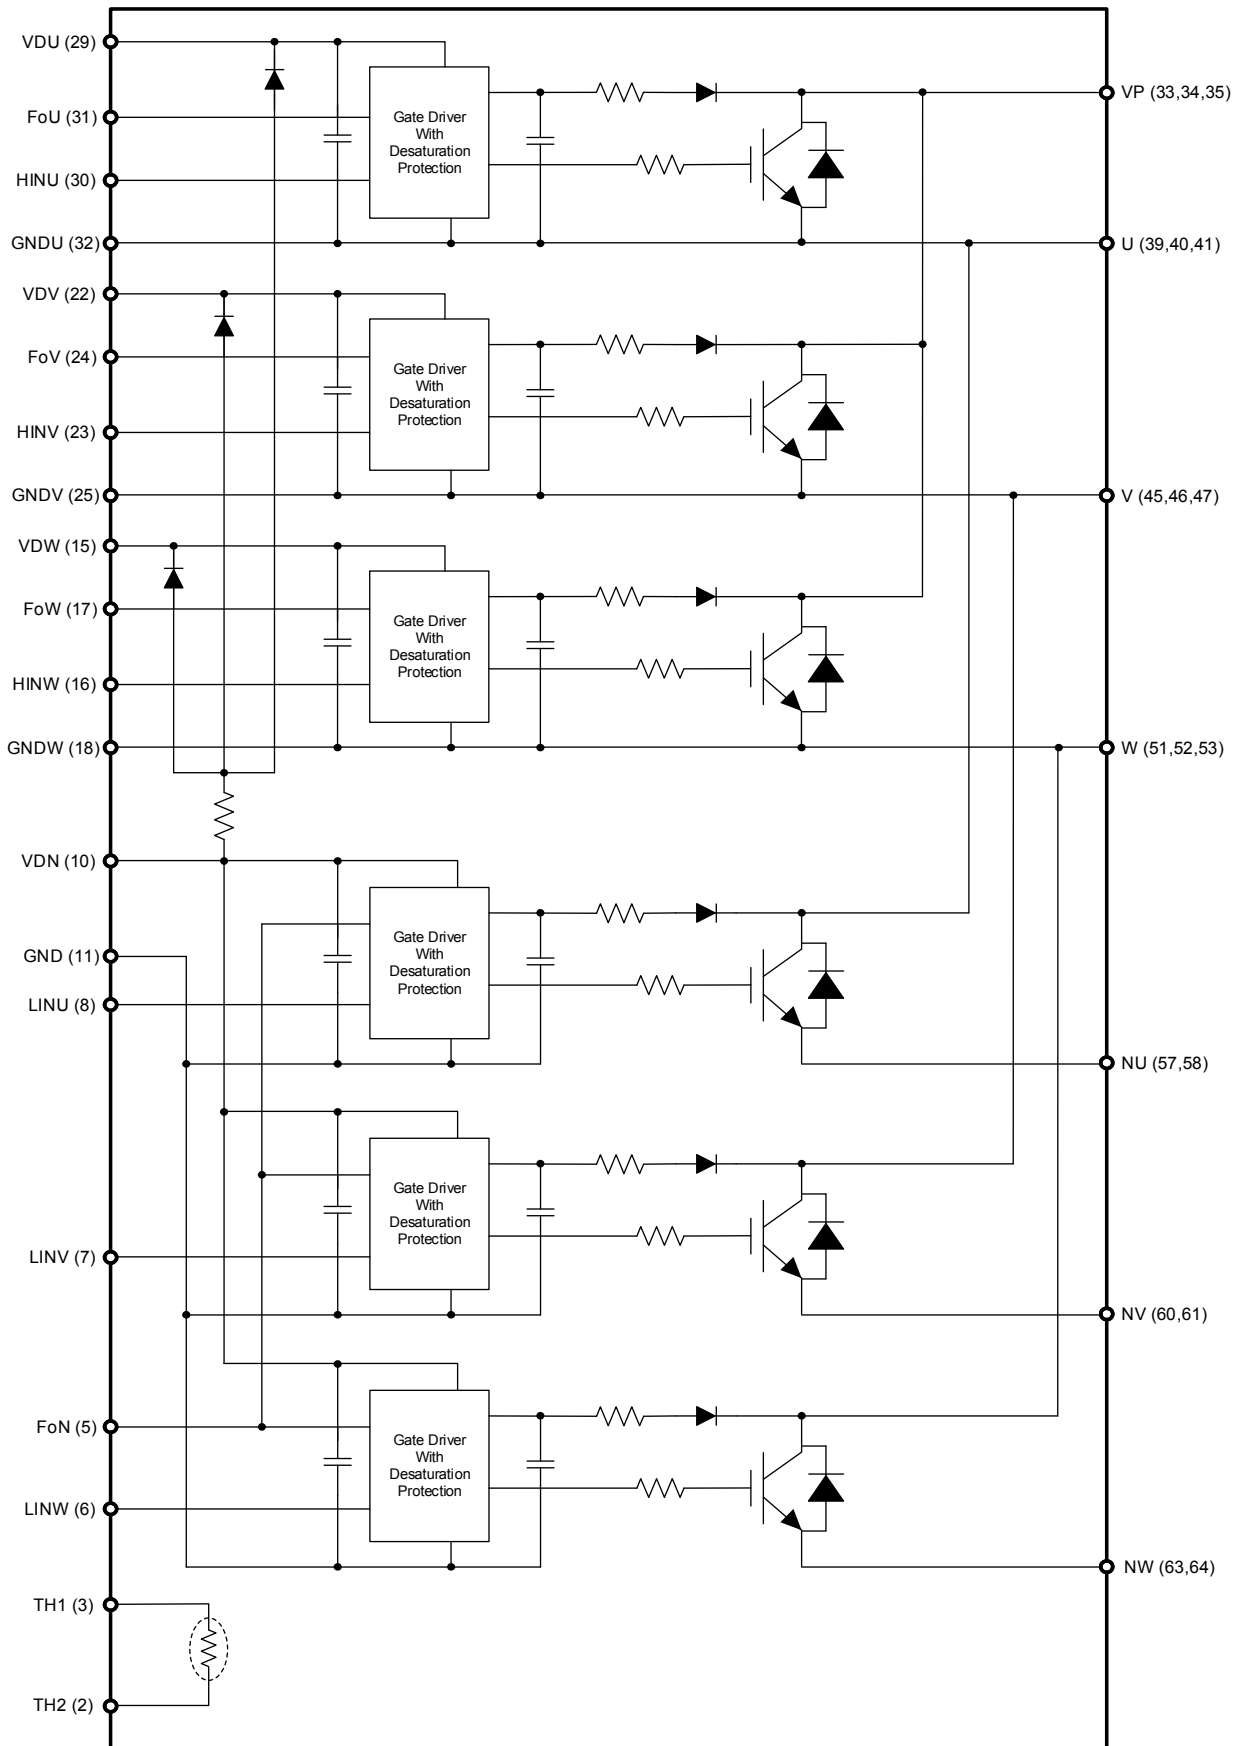 VDU (29)
FoU (31)
HINU (30)
GNDU (32)
Gate Driver
With
Desaturation
Protection
VP (33,34,35)
U (39,40,41)
VDV (22)
FoV (24)
HINV (23)
GNDV (25)
Gate Driver
With
Desaturation
Protection
V (45,46,47)
VDW (15)
FoW (17)
HINW (16)
GNDW (18)
Gate Driver
With
Desaturation
Protection
W (51,52,53)
VDN (10)
GND (11)
LINU (8)
Gate Driver
With
Desaturation
Protection
NU (57,58)
LINV (7)
Gate Driver
With
Desaturation
Protection
NV (60,61)
FoN (5)
LINW (6)
Gate Driver
With
Desaturation
Protection
NW (63,64)
TH1 (3)
TH2 (2)